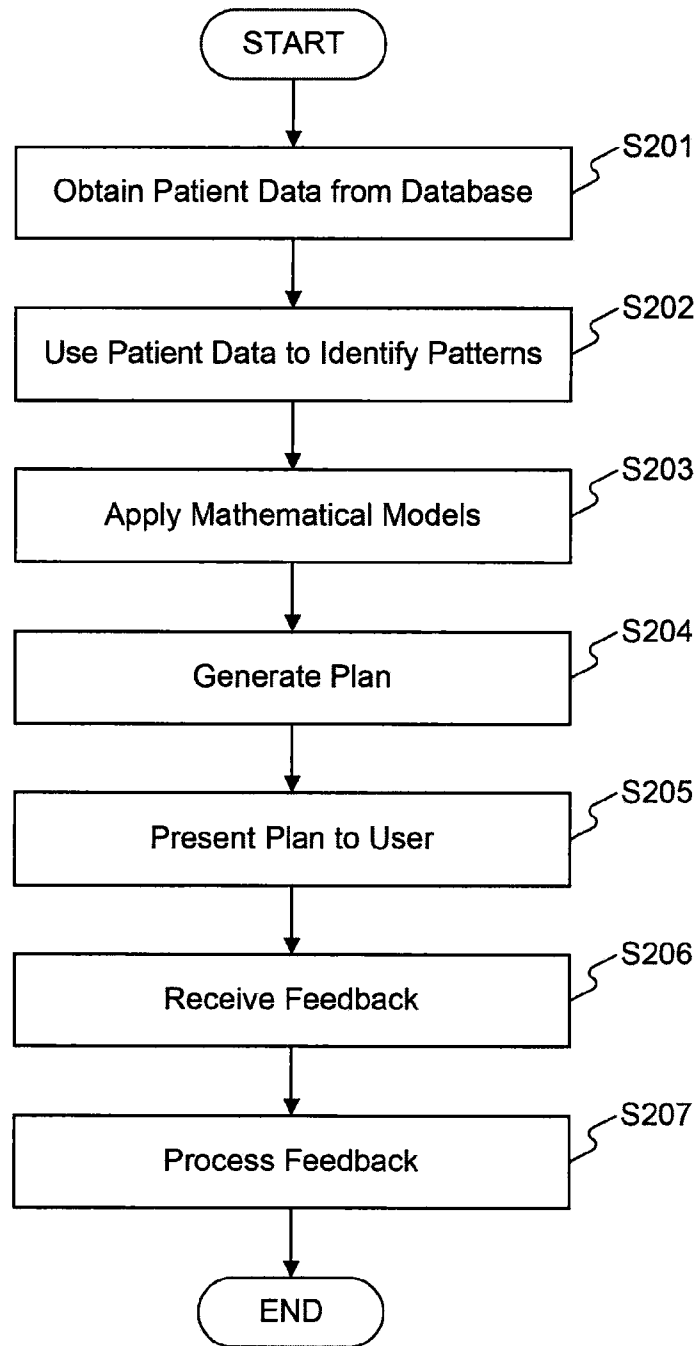 START
S201
Obtain Patient Data from Database
S202
Use Patient Data to Identify Patterns
S203
Apply Mathematical Models
S204
Generate Plan
S205
Present Plan to User
S206
Receive Feedback
S207
Process Feedback
END